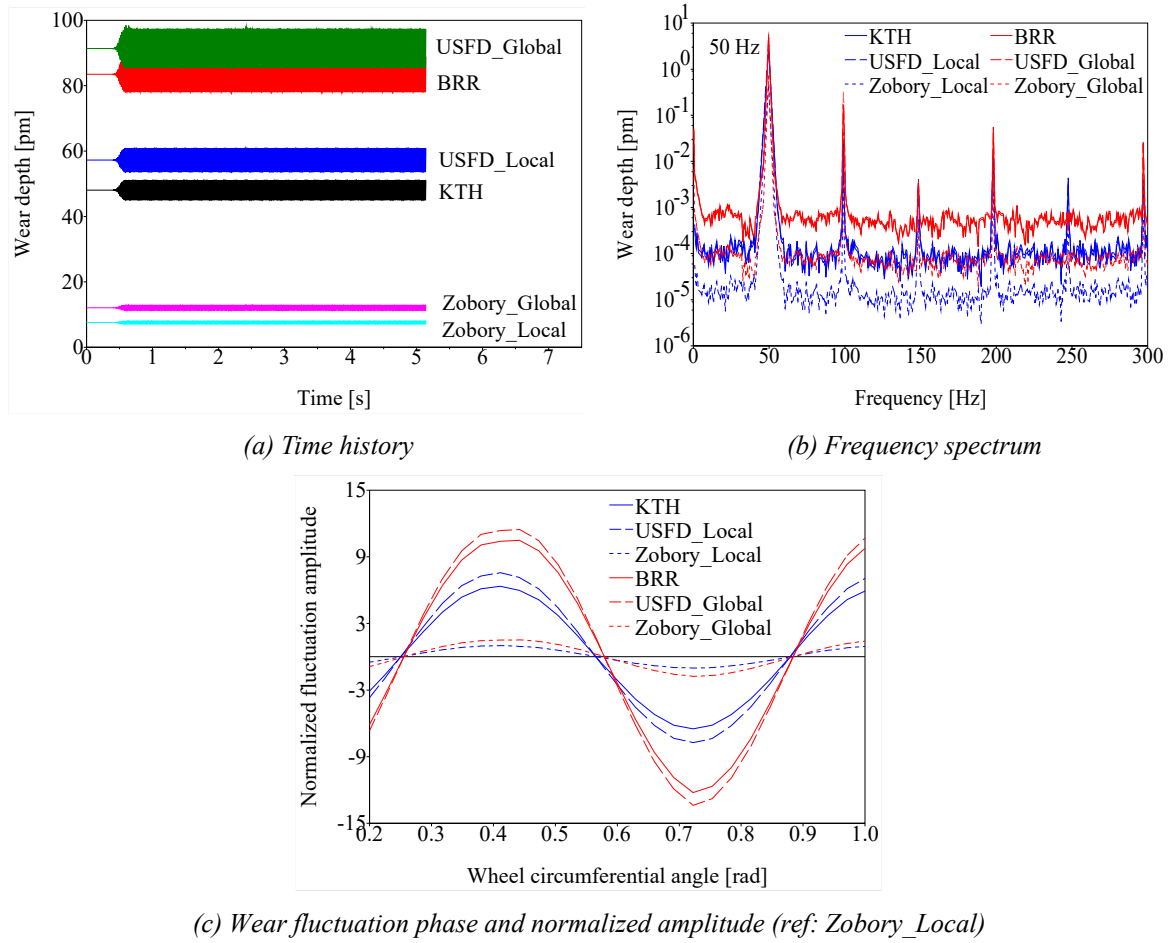 100
80
60
40
20
0
Wear depth [pm]
USFD_Global
BRR
USFD_Local
KTH
Zobory_Global
Zobory_Local
0 1 2 3 4 5 6 7
Time [s]
(a) Time history
10^1
10^0
10^-1
10^-2
10^-3
10^-4
10^-5
10^-6
Wear depth [pm]
50 Hz
KTH BRR
USFD_Local USFD_Global
Zobory_Local Zobory_Global
0 50 100 150 200 250 300
Frequency [Hz]
(b) Frequency spectrum
15
9
3
-3
-9
-15
Normalized fluctuation amplitude
KTH
USFD_Local
Zobory_Local
BRR
USFD_Global
Zobory_Global
0.2 0.3 0.4 0.5 0.6 0.7 0.8 0.9 1.0
Wheel circumferential angle [rad]
(c) Wear fluctuation phase and normalized amplitude (ref: Zobory_Local)